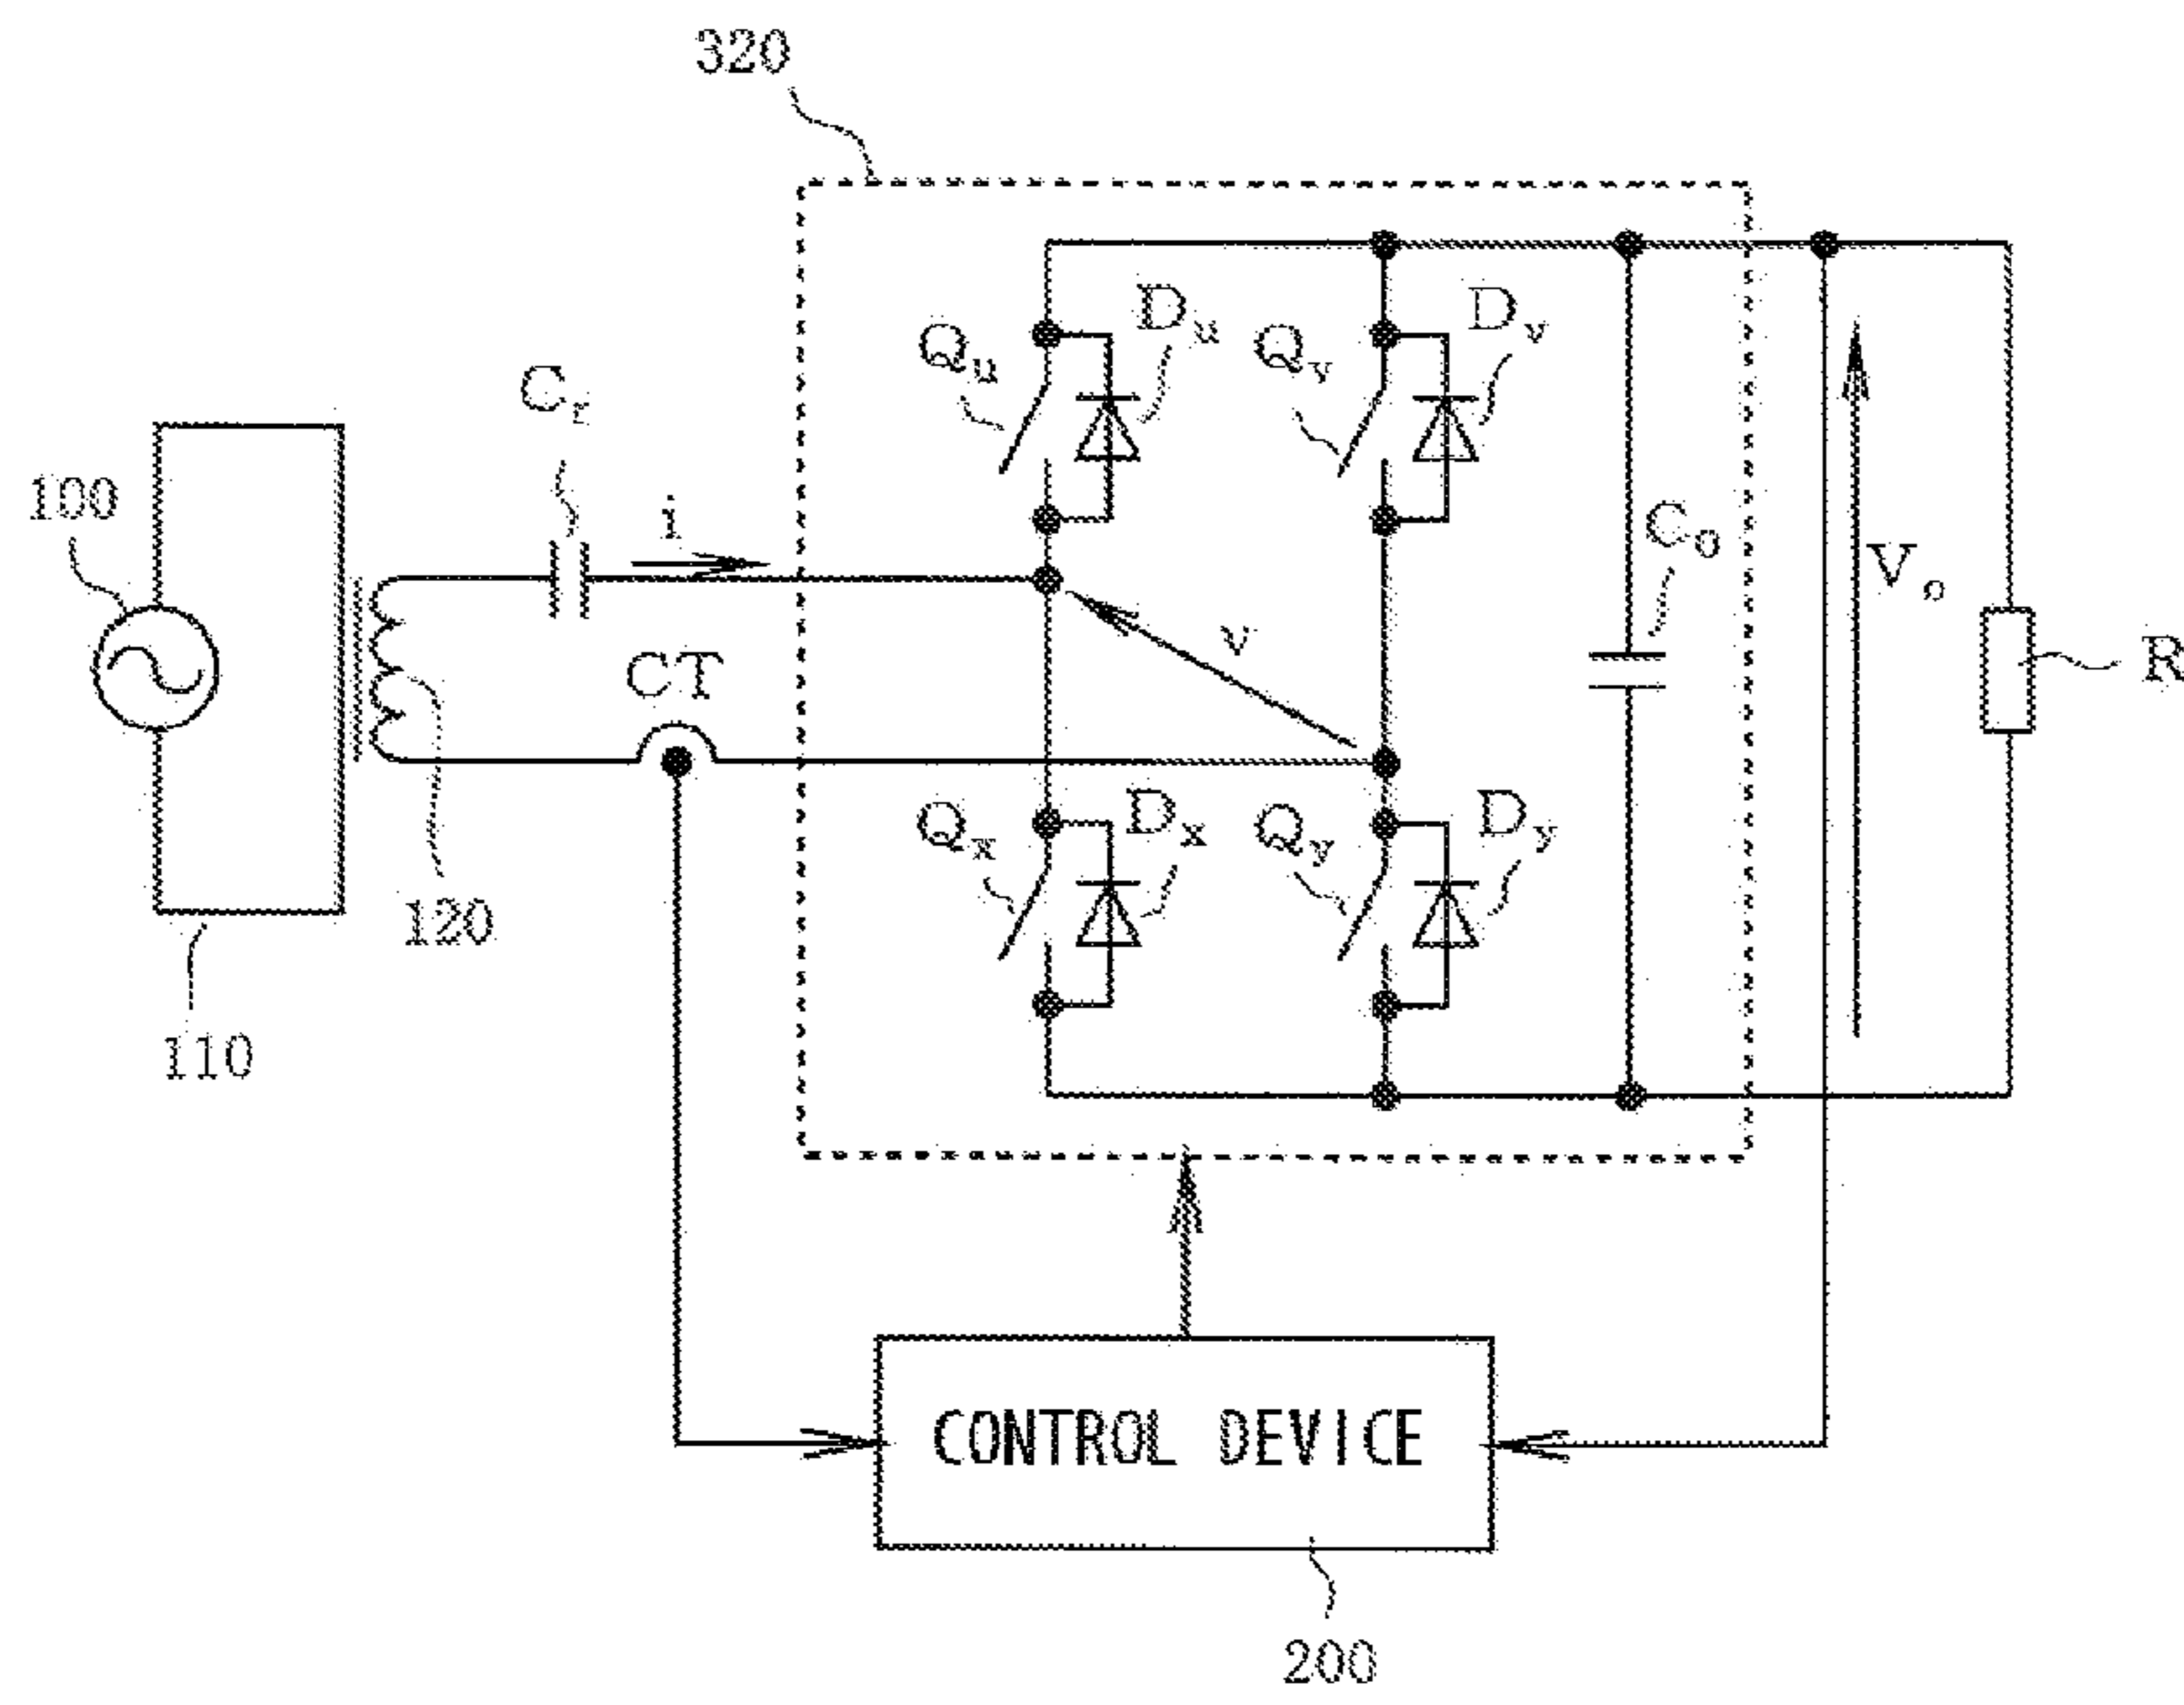 320
Qu
Du
Qv
Dv
Cr
100
i
Co
Vo
v
CT
R
Qx
Dx
Qy
Dy
120
110
CONTROL DEVICE
200